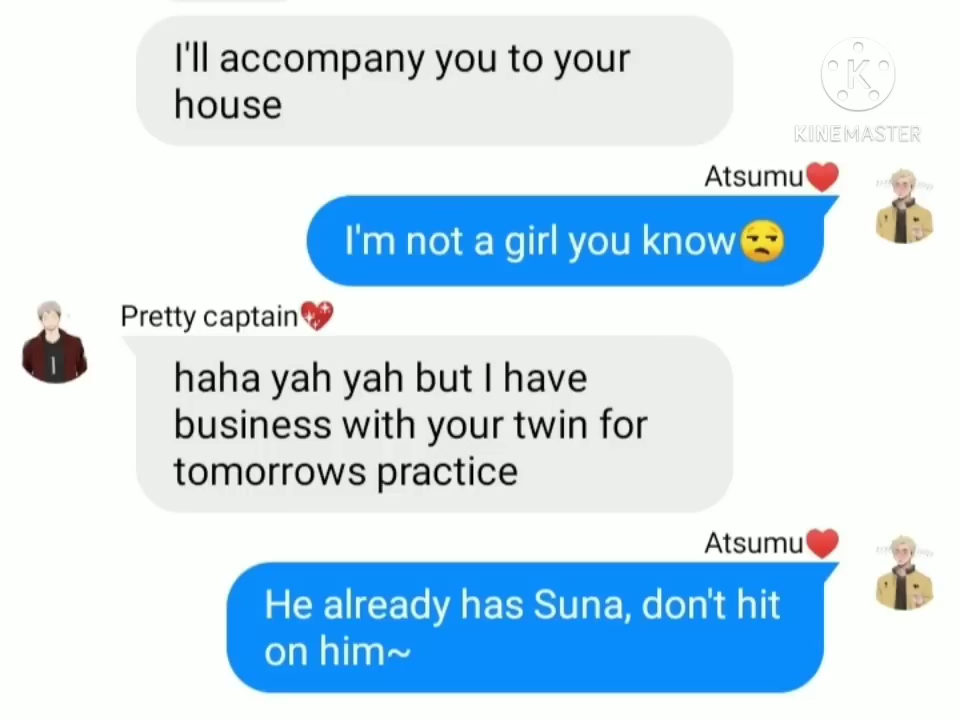 I'll accompany you to your
house
KINEMASTER
Atsumu❤️
I'm not a girl you know😒
Pretty captain💖
haha yah yah but I have
business with your twin for
tomorrows practice
Atsumu❤️
He already has Suna, don't hit
on him~